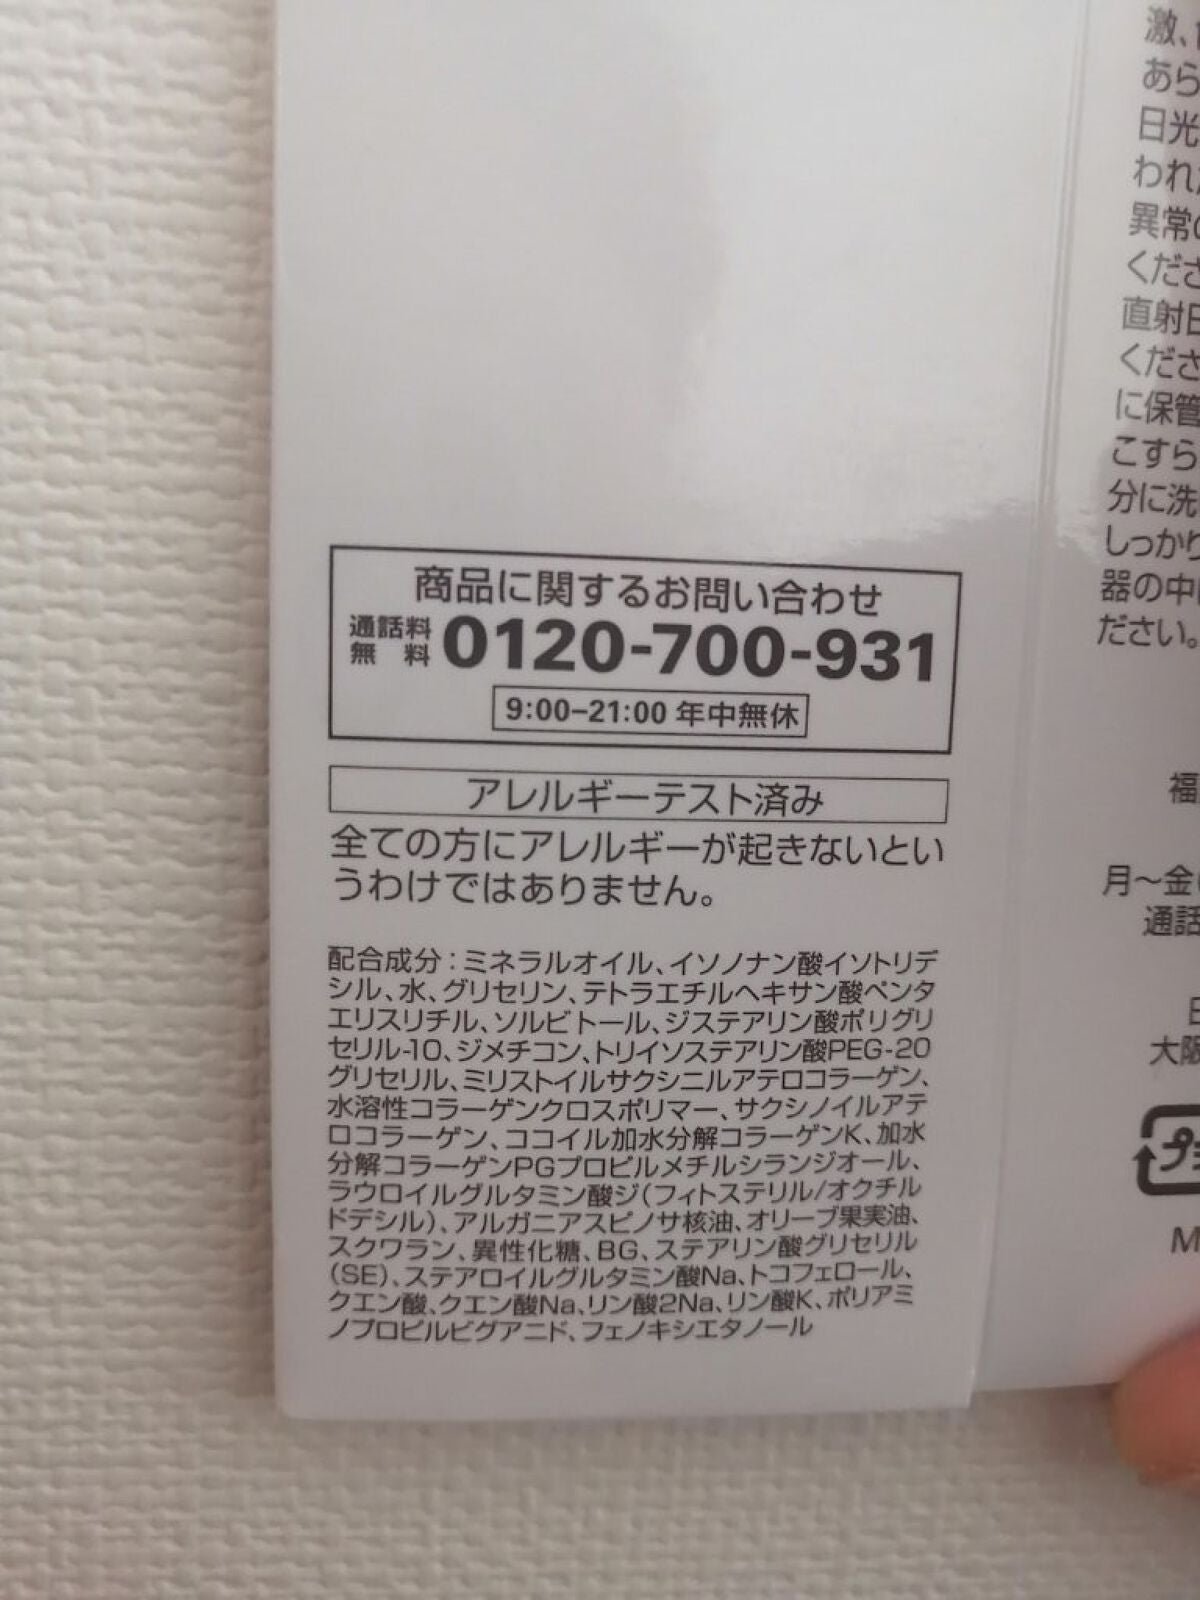 商品に関するお問い合わせ
通話料
無 料
0120-700-931
9:00-21:00 年中無休
アレルギーテスト済み
全ての方にアレルギーが起きないとい
うわけではありません。
配合成分：ミネラルオイル、イソノナン酸イソトリデ
シル、水、グリセリン、テトラエチルヘキサン酸ペンタ
エリスリチル、ソルビトール、ジステアリン酸ポリグリ
セリル-10、ジメチコン、トリイソステアリン酸PEG-20
グリセリル、ミリストイルサクシニルアテロコラーゲン、
水溶性コラーゲンクロスポリマー、サクシノイルアテ
ロコラーゲン、ココイル加水分解コラーゲンK、加水
分解コラーゲンPGプロピルメチルシランジオール、
ラウロイルグルタミン酸ジ(フィトステリル/オクチル
ドデシル)、アルガニアスピノサ核油、オリーブ果実油、
スクワラン、異性化糖、BG、ステアリン酸グリセリル
(SE)、ステアロイルグルタミン酸Na、トコフェロール、
クエン酸、クエン酸Na、リン酸2Na、リン酸K、ポリアミ
ノプロピルビグアニド、フェノキシエタノール
激、
あら
日光
われ
異常
くださ
直射日
くださ
に保管
こすら
分に洗
しっかり
器の中
ださい。
福
月～金
通話
大阪
プ
M